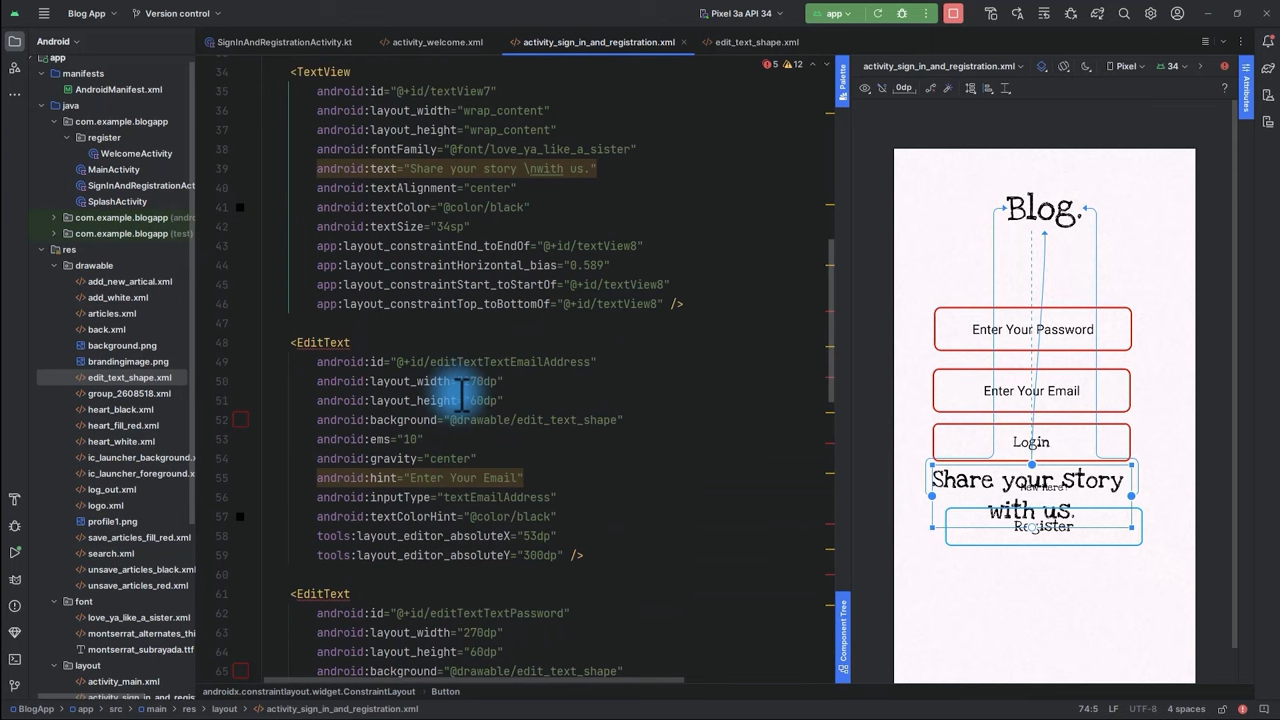 Blog App
Version control
Pixel 3a API 34
app
Android
SignInAndRegistrationActivity.kt
activity_welcome.xml
activity_sign_in_and_registration.xml
edit_text_shape.xml
app
manifests
AndroidManifest.xml
java
com.example.blogapp
register
WelcomeActivity
MainActivity
SignInAndRegistrationAct
SplashActivity
com.example.blogapp (andro
com.example.blogapp (test)
res
drawable
add_new_artical.xml
add_white.xml
articles.xml
back.xml
background.png
brandingimage.png
edit_text_shape.xml
group_2608518.xml
heart_black.xml
heart_fill_red.xml
heart_white.xml
ic_launcher_background.
ic_launcher_foreground.
log_out.xml
logo.xml
profile1.png
save_articles_fill_red.xml
search.xml
unsave_articles_black.xml
unsave_articles_red.xml
font
love_ya_like_a_sister.xml
montserrat_alternates_thi
montserrat_subrayada.ttf
layout
activity_main.xml
activity_sign_in_and_regis
5 12
34 <TextView
35 android:id="@+id/textView7"
36 android:layout_width="wrap_content"
37 android:layout_height="wrap_content"
38 android:fontFamily="@font/love_ya_like_a_sister"
39 android:text="Share your story \nwith us."
40 android:textAlignment="center"
41 android:textColor="@color/black"
42 android:textSize="34sp"
43 app:layout_constraintEnd_toEndOf="@+id/textView8"
44 app:layout_constraintHorizontal_bias="0.589"
45 app:layout_constraintStart_toStartOf="@+id/textView8"
46 app:layout_constraintTop_toBottomOf="@+id/textView8" />
47
48 <EditText
49 android:id="@+id/editTextTextEmailAddress"
50 android:layout_width="270dp"
51 android:layout_height="60dp"
52 android:background="@drawable/edit_text_shape"
53 android:ems="10"
54 android:gravity="center"
55 android:hint="Enter Your Email"
56 android:inputType="textEmailAddress"
57 android:textColorHint="@color/black"
58 tools:layout_editor_absoluteX="53dp"
59 tools:layout_editor_absoluteY="300dp" />
60
61 <EditText
62 android:id="@+id/editTextTextPassword"
63 android:layout_width="270dp"
64 android:layout_height="60dp"
65 android:background="@drawable/edit_text_shape"
androidx.constraintlayout.widget.ConstraintLayout Button
Palette
Component Tree
activity_sign_in_and_registration.xml
Pixel
34
0dp
?
Attributes
Blog.
Enter Your Password
Enter Your Email
Login
Share your story
New here?
with us.
Register
BlogApp app src main res layout activity_sign_in_and_registration.xml
74:5 LF UTF-8 4 spaces